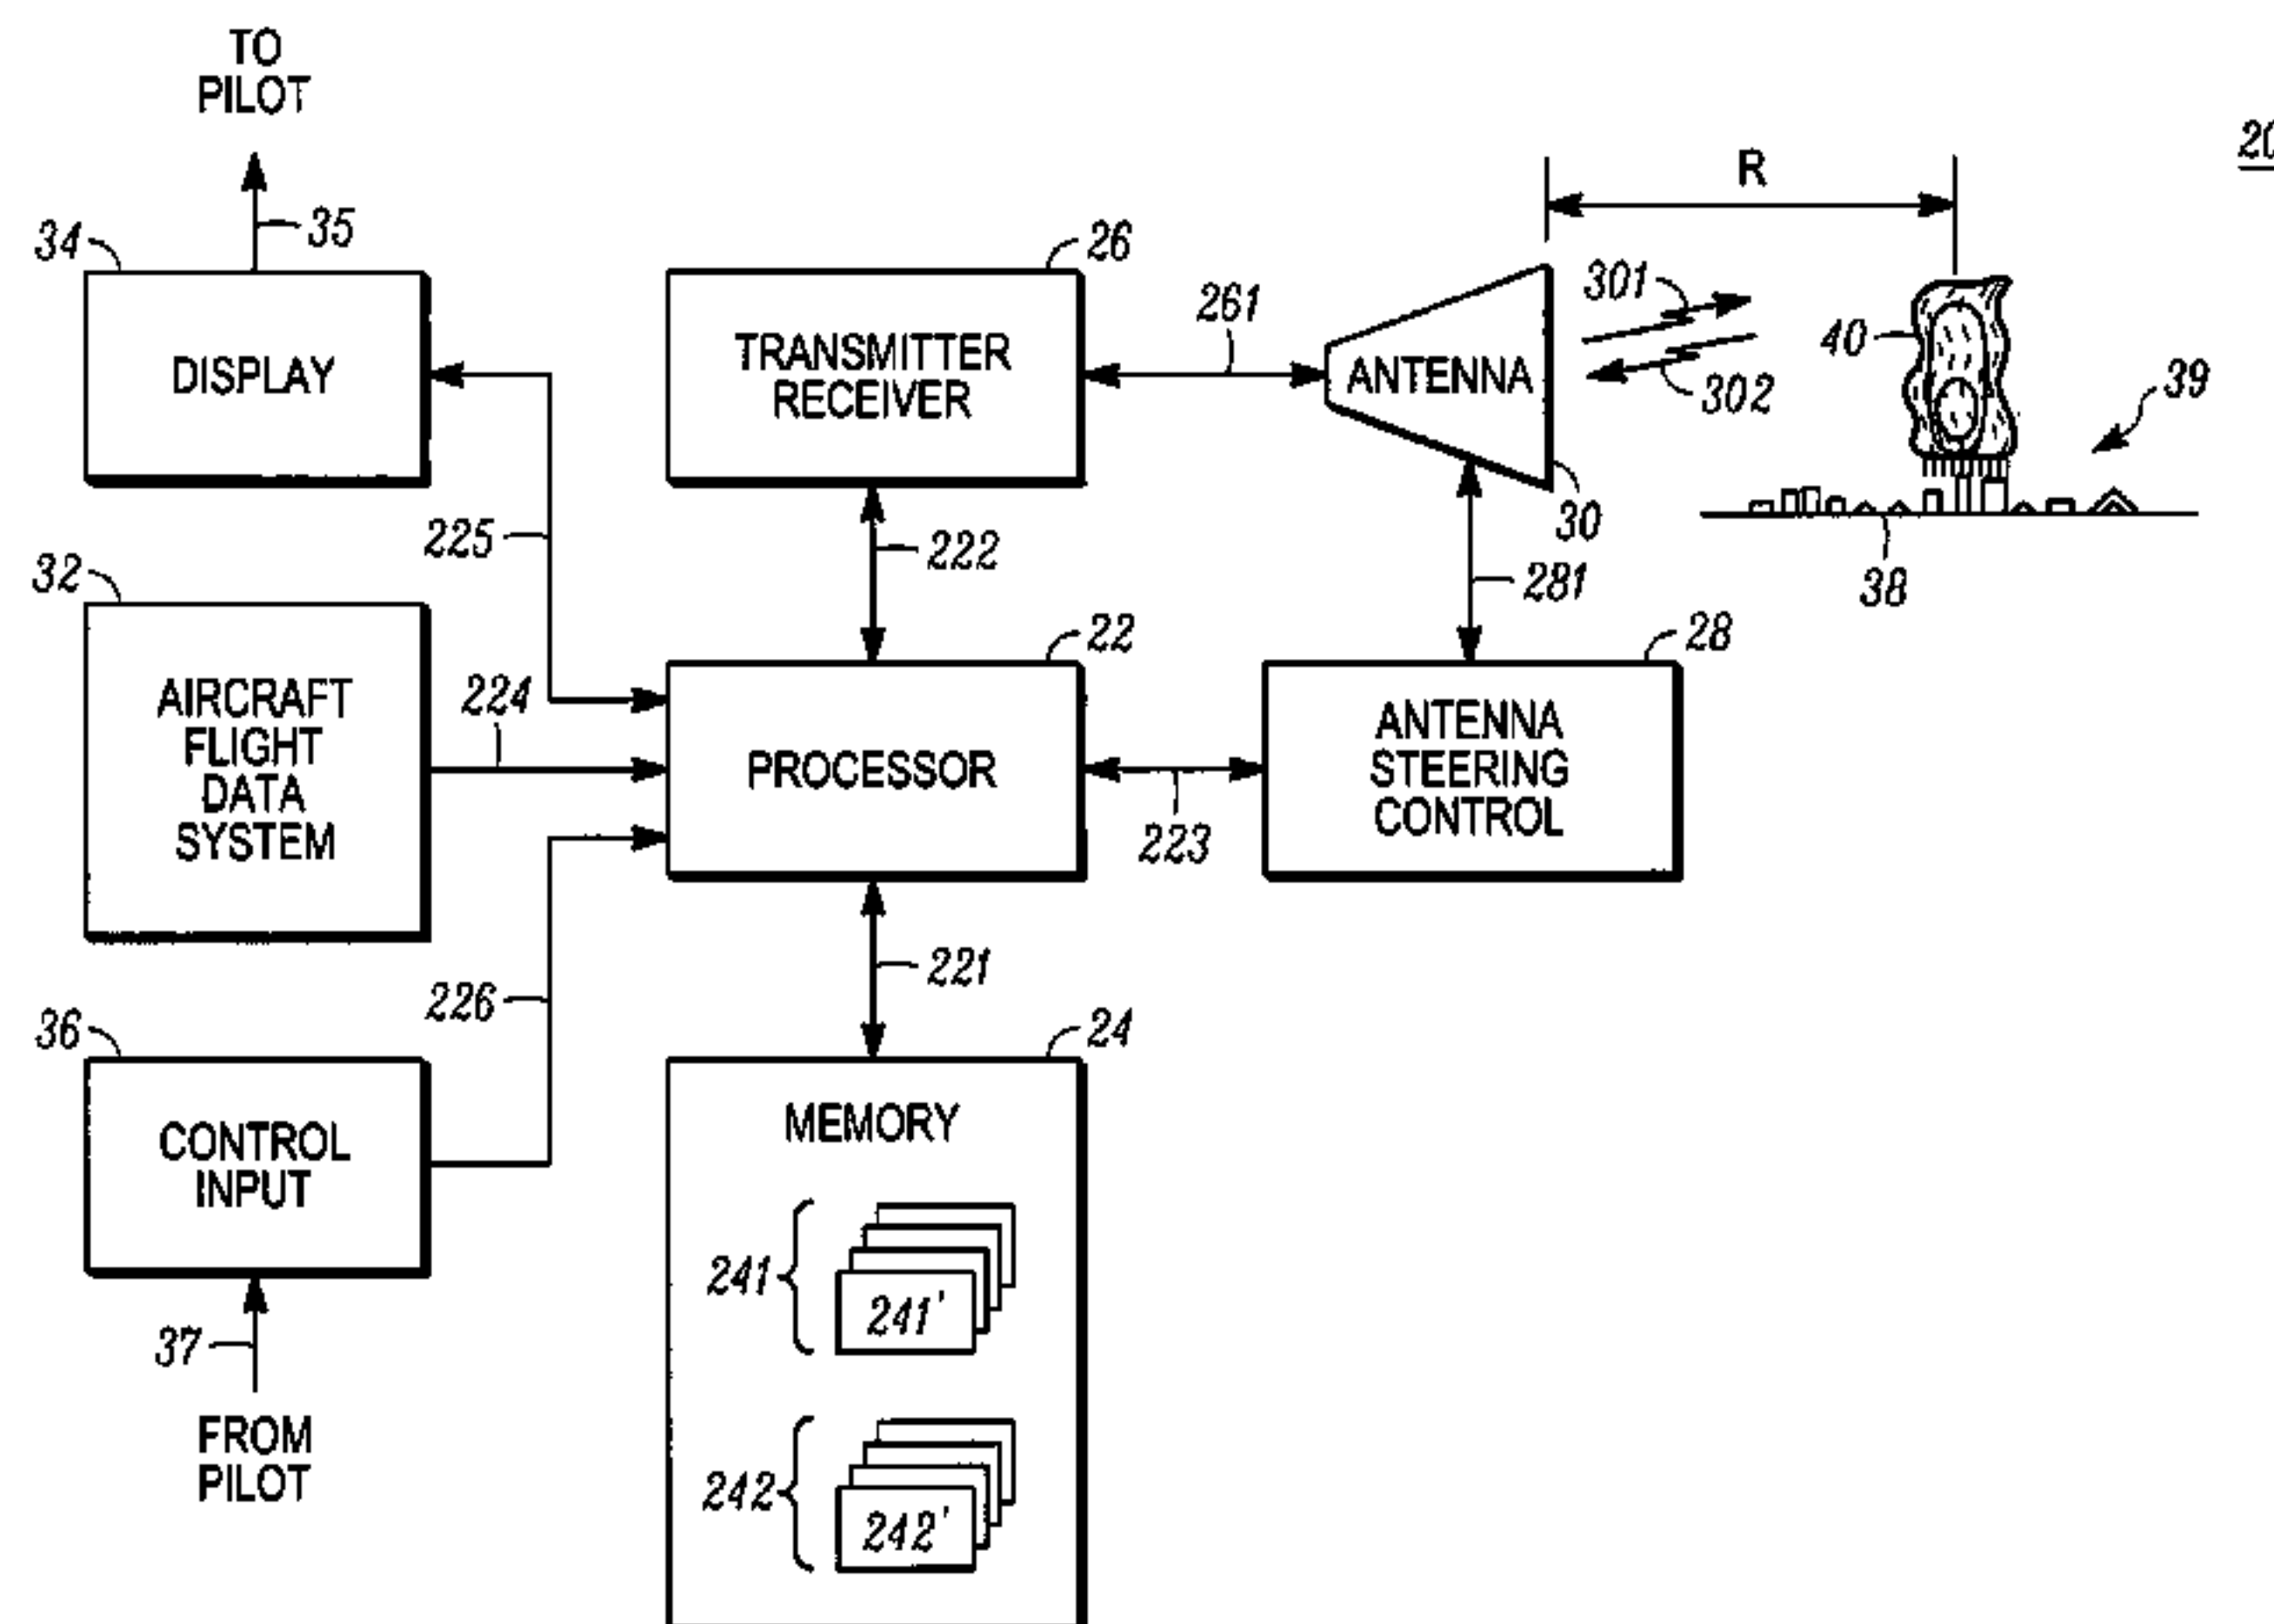 TO
PILOT
20
R
34
35
26
301
261
40
39
DISPLAY
TRANSMITTER
RECEIVER
ANTENNA
302
225
222
30
281
38
32
22
28
AIRCRAFT
FLIGHT
DATA
SYSTEM
224
PROCESSOR
ANTENNA
STEERING
CONTROL
223
221
226
36
24
CONTROL
INPUT
MEMORY
241
241'
37
FROM
PILOT
242
242'